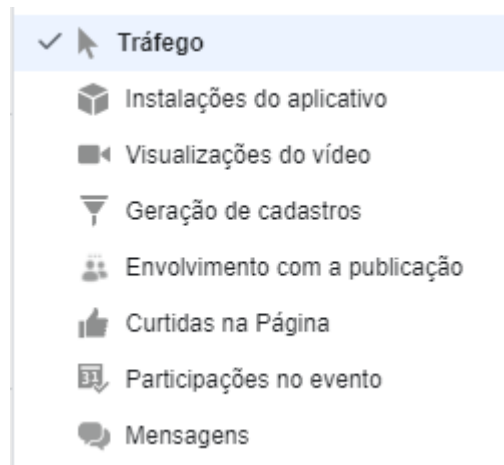 Tráfego
Instalações do aplicativo
Visualizações do vídeo
Geração de cadastros
Envolvimento com a publicação
Curtidas na Página
31
Participações no evento
Mensagens